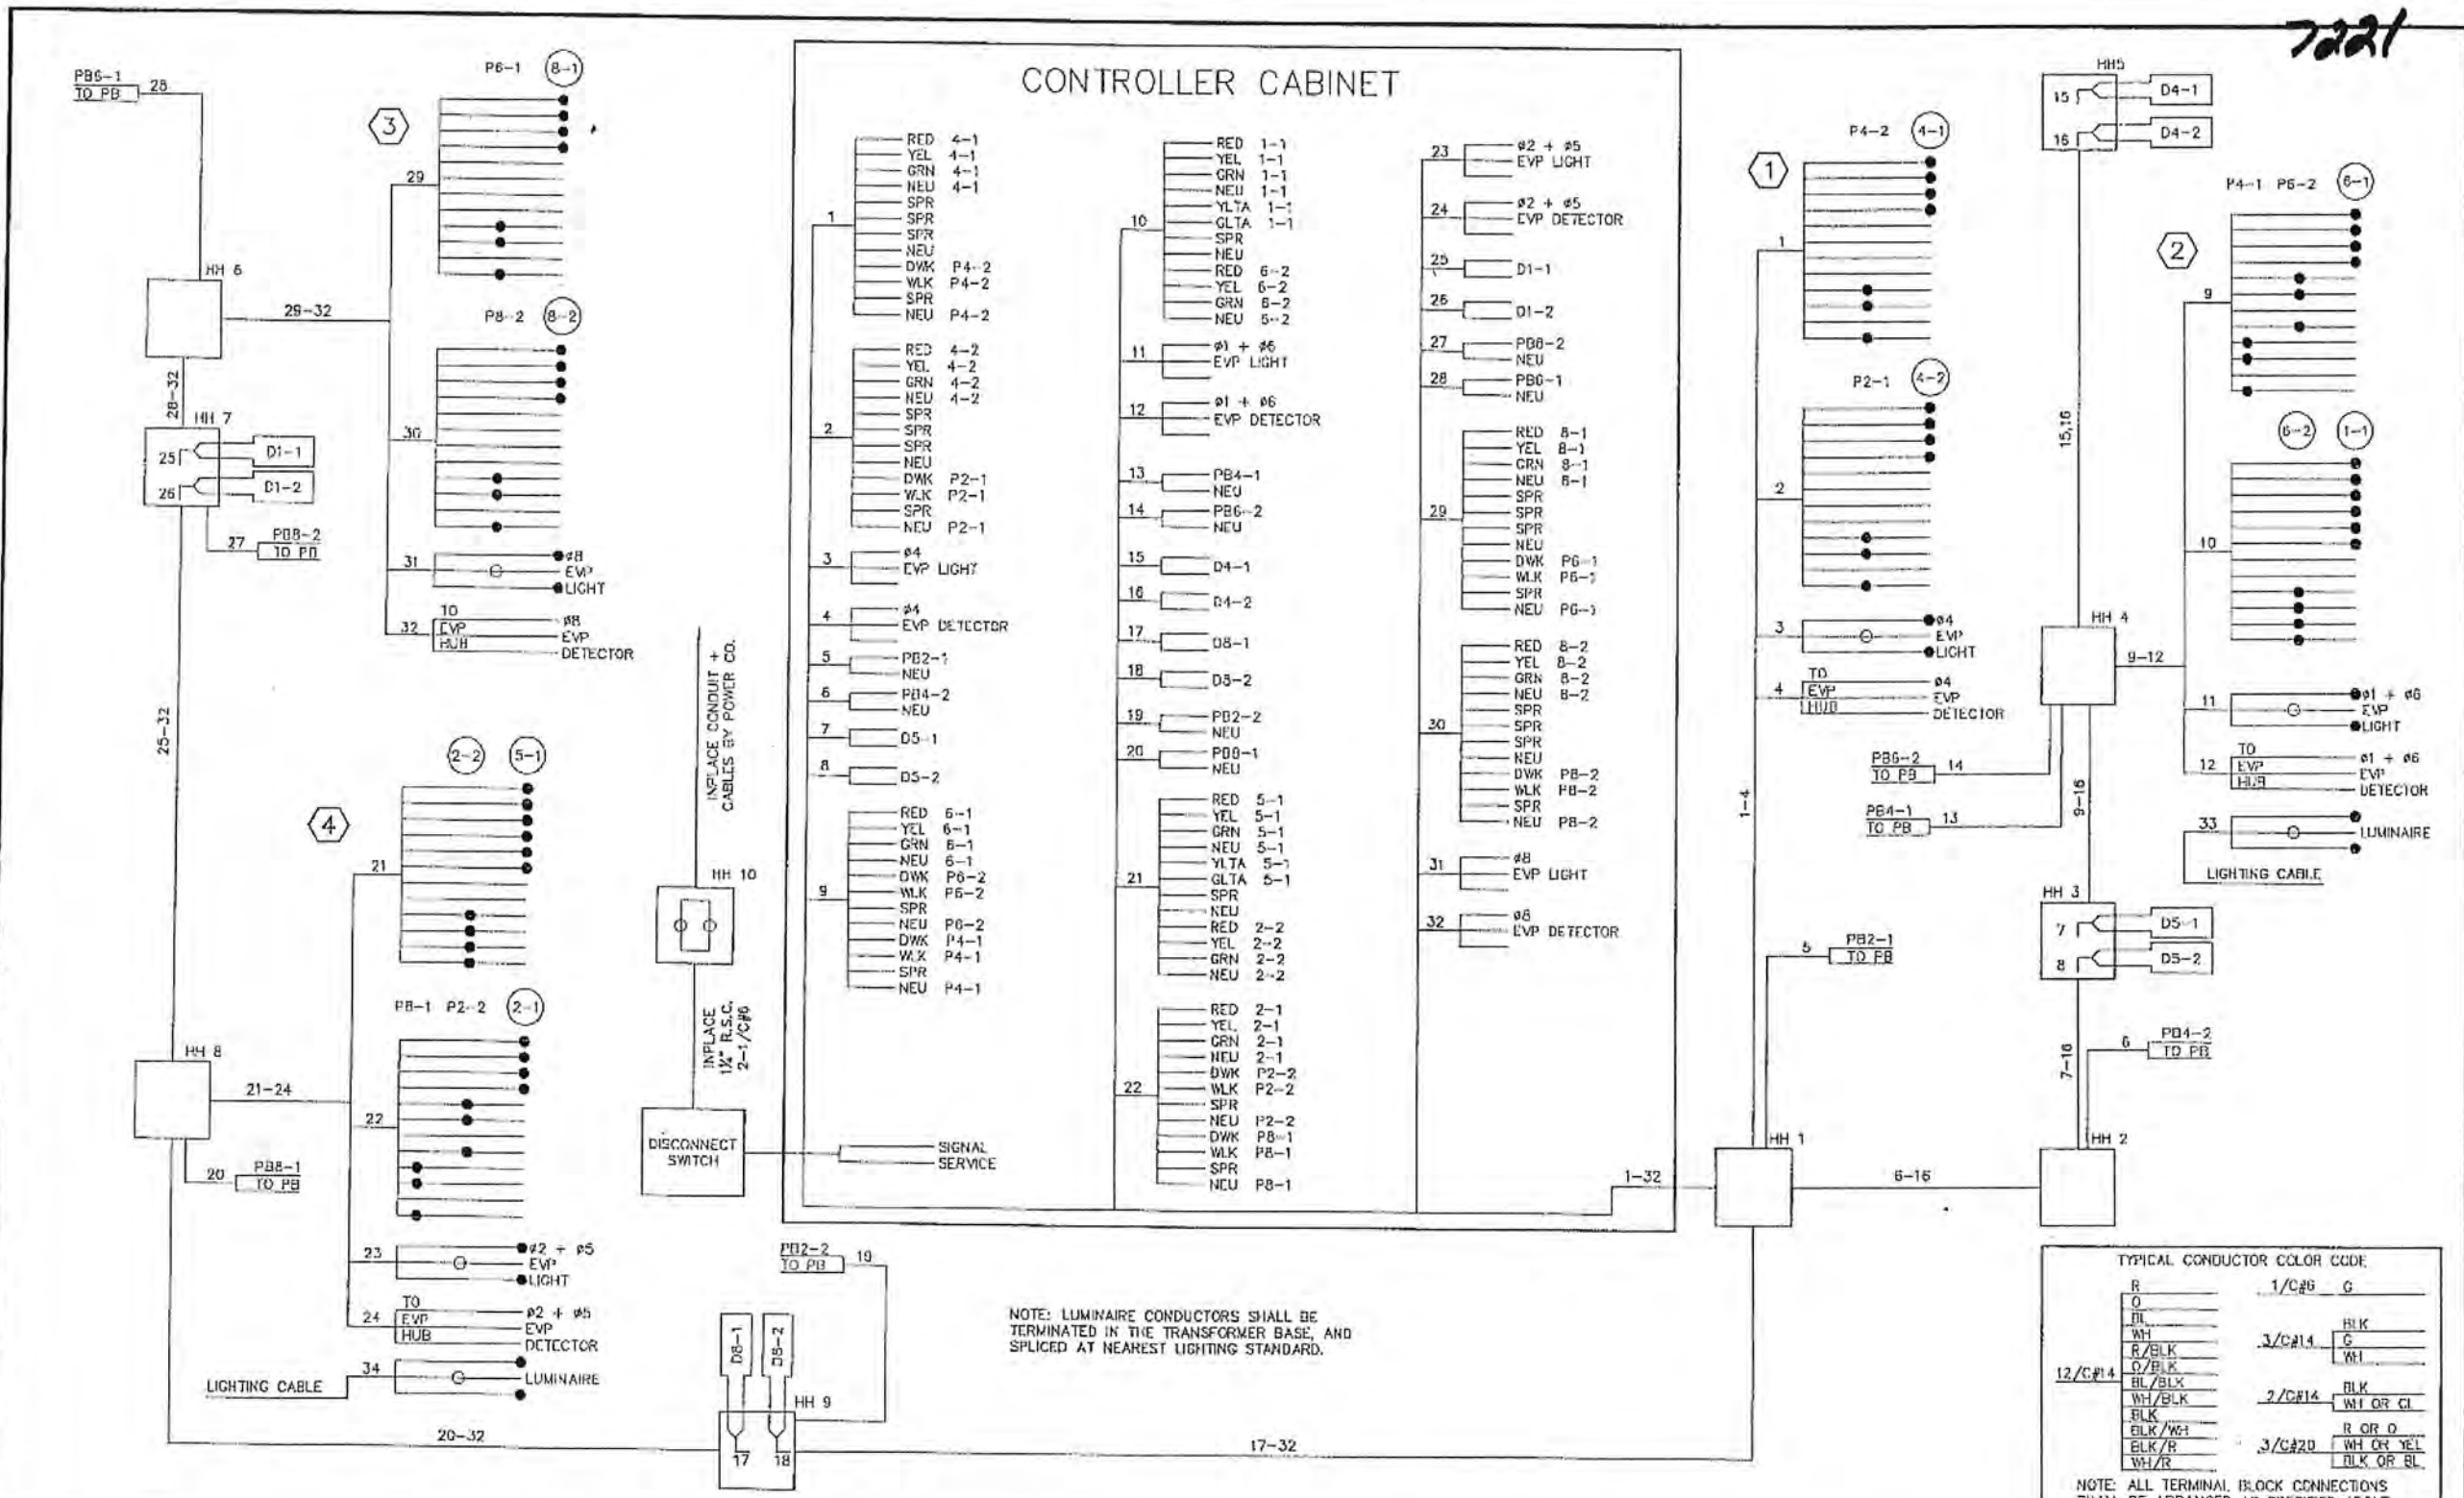 7221
PB6-1
TO PB
28
P6-1
8-1
3
29
HH 6
29-32
P8-2
8-2
28-32
30
HH 7
25
D1-1
26
D1-2
27
PB8-2
TO PB
31
ø8
EVP
LIGHT
32
TO
EVP
HUB
ø8
EVP
DETECTOR
25-32
2-2
5-1
4
21
P8-1 P2-2
2-1
HH 8
21-24
22
20
PB8-1
TO PB
23
ø2 + ø5
EVP
LIGHT
24
TO
EVP
HUB
ø2 + ø5
EVP
DETECTOR
34
LIGHTING CABLE
LUMINAIRE
20-32
INPLACE CONDUIT +
CABLES BY POWER CO.
HH 10
INPLACE
1¼" R.S.C.
2-1/C#6
DISCONNECT
SWITCH
CONTROLLER CABINET
1
RED 4-1
YEL 4-1
GRN 4-1
NEU 4-1
SPR
SPR
SPR
NEU
DWK P4-2
WLK P4-2
SPR
NEU P4-2
2
RED 4-2
YEL 4-2
GRN 4-2
NEU 4-2
SPR
SPR
SPR
NEU
DWK P2-1
WLK P2-1
SPR
NEU P2-1
3
ø4
EVP LIGHT
4
ø4
EVP DETECTOR
5
PB2-1
NEU
6
PB4-2
NEU
7
D5-1
8
D5-2
9
RED 6-1
YEL 6-1
GRN 6-1
NEU 6-1
DWK P6-2
WLK P6-2
SPR
NEU P6-2
DWK P4-1
WLK P4-1
SPR
NEU P4-1
SIGNAL
SERVICE
10
RED 1-1
YEL 1-1
GRN 1-1
NEU 1-1
YLTA 1-1
GLTA 1-1
SPR
NEU
RED 6-2
YEL 6-2
GRN 6-2
NEU 6-2
11
ø1 + ø6
EVP LIGHT
12
ø1 + ø6
EVP DETECTOR
13
PB4-1
NEU
14
PB6-2
NEU
15
D4-1
16
D4-2
17
D8-1
18
D8-2
19
PB2-2
NEU
20
PB8-1
NEU
21
RED 5-1
YEL 5-1
GRN 5-1
NEU 5-1
YLTA 5-1
GLTA 5-1
SPR
NEU
RED 2-2
YEL 2-2
GRN 2-2
NEU 2-2
22
RED 2-1
YEL 2-1
GRN 2-1
NEU 2-1
DWK P2-2
WLK P2-2
SPR
NEU P2-2
DWK P8-1
WLK P8-1
SPR
NEU P8-1
23
ø2 + ø5
EVP LIGHT
24
ø2 + ø5
EVP DETECTOR
25
D1-1
26
D1-2
27
PB8-2
NEU
28
PB6-1
NEU
29
RED 8-1
YEL 8-1
GRN 8-1
NEU 8-1
SPR
SPR
SPR
NEU
DWK P6-1
WLK P6-1
SPR
NEU P6-1
30
RED 8-2
YEL 8-2
GRN 8-2
NEU 8-2
SPR
SPR
SPR
NEU
DWK P8-2
WLK P8-2
SPR
NEU P8-2
31
ø8
EVP LIGHT
32
ø8
EVP DETECTOR
1-32
PB2-2
TO PB
19
D8-1
D8-2
HH 9
17
18
17-32
NOTE: LUMINAIRE CONDUCTORS SHALL BE
TERMINATED IN THE TRANSFORMER BASE, AND
SPLICED AT NEAREST LIGHTING STANDARD.
P4-2
4-1
1
1
P2-1
4-2
2
3
ø4
EVP
LIGHT
4
TO
EVP
HUB
ø4
EVP
DETECTOR
1-4
5
PB2-1
TO PB
HH 1
6-16
HH5
15
D4-1
16
D4-2
15,16
P4-1 P6-2
6-1
2
9
6-2
1-1
10
HH 4
9-12
11
ø1 + ø6
EVP
LIGHT
12
TO
EVP
HUB
ø1 + ø6
EVP
DETECTOR
33
LUMINAIRE
LIGHTING CABLE
PB6-2
TO PB
14
PB4-1
TO PB
13
9-16
HH 3
7
D5-1
8
D5-2
7-16
6
PB4-2
TO PB
HH 2
TYPICAL CONDUCTOR COLOR CODE
12/C#14
R
O
BL
WH
R/BLK
O/BLK
BL/BLK
WH/BLK
BLK
BLK/WH
BLK/R
WH/R
1/C#6 G
3/C#14
BLK
G
WH
2/C#14
BLK
WH OR CL
3/C#20
R OR O
WH OR YEL
BLK OR BL
NOTE: ALL TERMINAL BLOCK CONNECTIONS